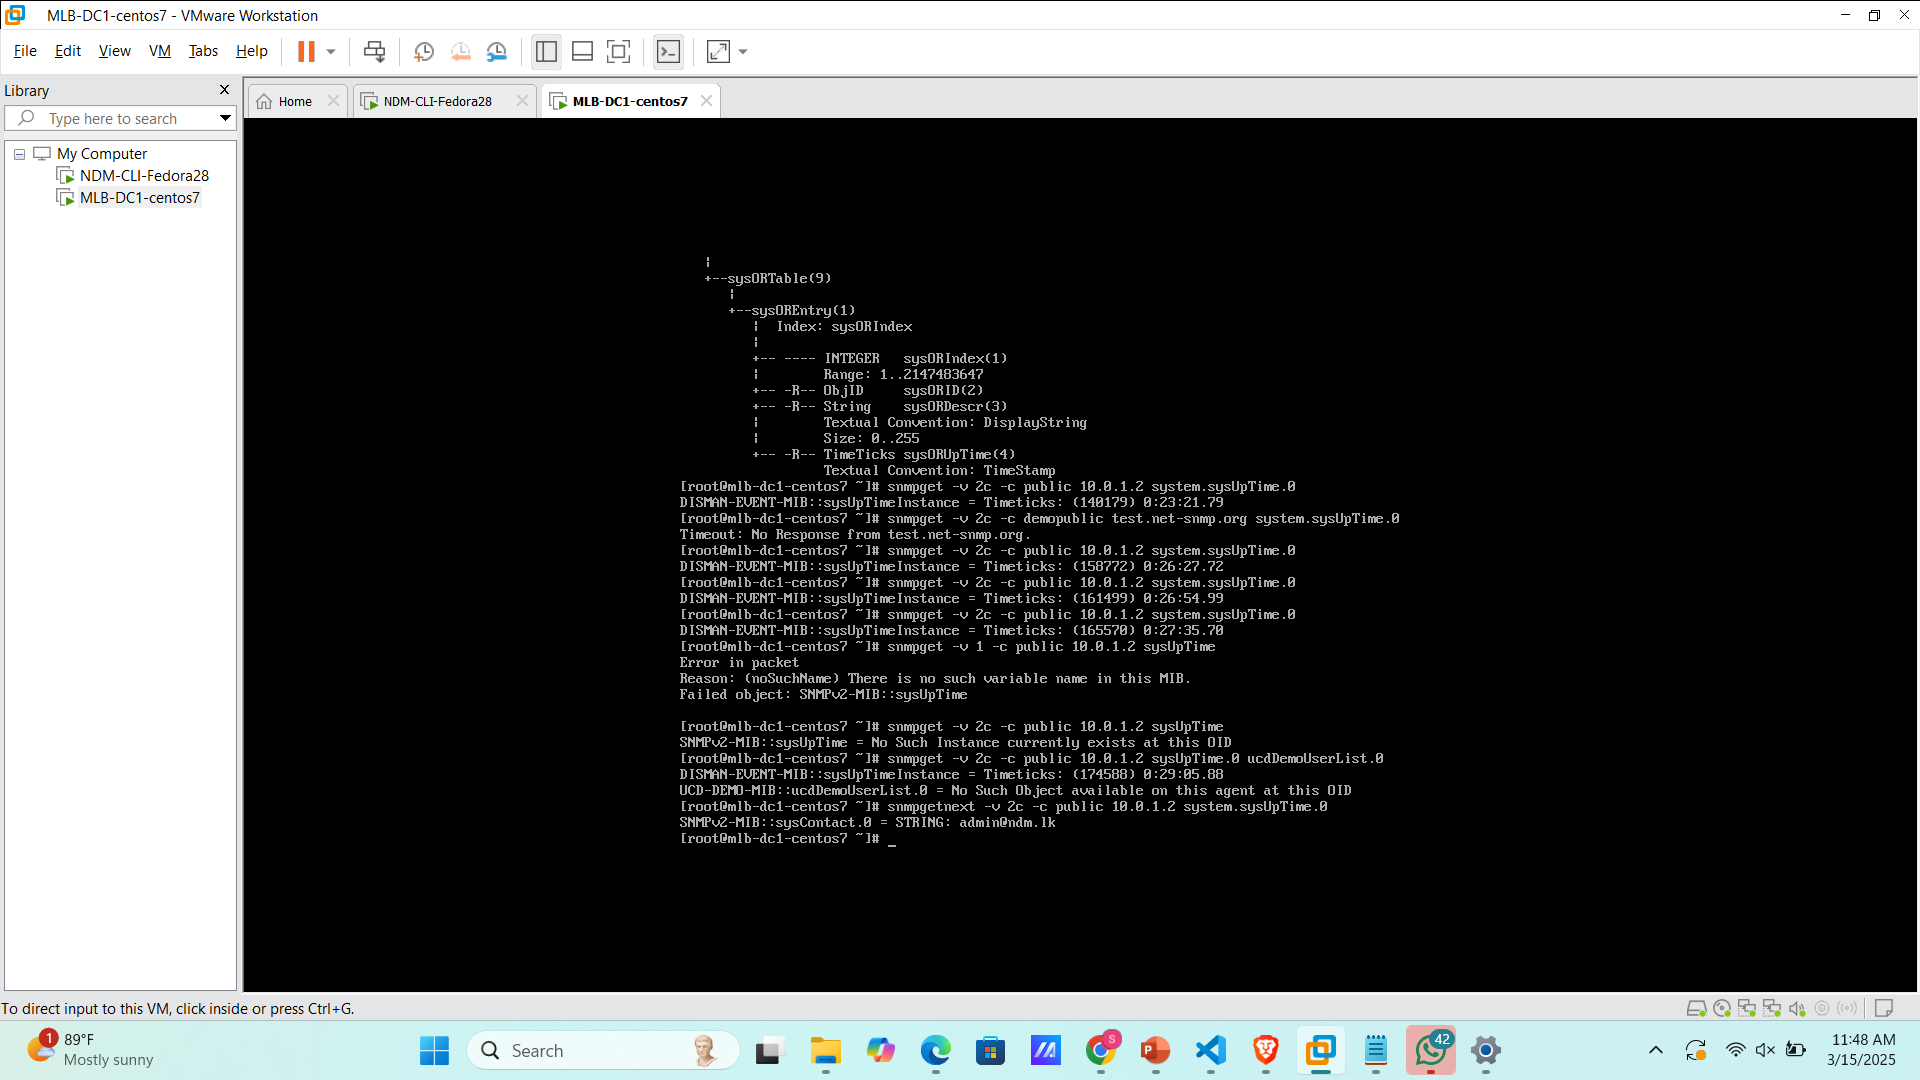 MLB-DC1-centos7 - VMware Workstation
File Edit View VM Tabs Help
Library
Type here to search
My Computer
NDM-CLI-Fedora28
MLB-DC1-centos7
Home
NDM-CLI-Fedora28
MLB-DC1-centos7
¦
+--sysORTable(9)
¦
+--sysOREntry(1)
¦  Index: sysORIndex
¦
+-- ---- INTEGER   sysORIndex(1)
¦        Range: 1..2147483647
+-- -R-- ObjID     sysORID(2)
+-- -R-- String    sysORDescr(3)
¦        Textual Convention: DisplayString
¦        Size: 0..255
+-- -R-- TimeTicks sysORUpTime(4)
Textual Convention: TimeStamp
[root@mlb-dc1-centos7 ~]# snmpget -v 2c -c public 10.0.1.2 system.sysUpTime.0
DISMAN-EVENT-MIB::sysUpTimeInstance = Timeticks: (140179) 0:23:21.79
[root@mlb-dc1-centos7 ~]# snmpget -v 2c -c demopublic test.net-snmp.org system.sysUpTime.0
Timeout: No Response from test.net-snmp.org.
[root@mlb-dc1-centos7 ~]# snmpget -v 2c -c public 10.0.1.2 system.sysUpTime.0
DISMAN-EVENT-MIB::sysUpTimeInstance = Timeticks: (158772) 0:26:27.72
[root@mlb-dc1-centos7 ~]# snmpget -v 2c -c public 10.0.1.2 system.sysUpTime.0
DISMAN-EVENT-MIB::sysUpTimeInstance = Timeticks: (161499) 0:26:54.99
[root@mlb-dc1-centos7 ~]# snmpget -v 2c -c public 10.0.1.2 system.sysUpTime.0
DISMAN-EVENT-MIB::sysUpTimeInstance = Timeticks: (165570) 0:27:35.70
[root@mlb-dc1-centos7 ~]# snmpget -v 1 -c public 10.0.1.2 sysUpTime
Error in packet
Reason: (noSuchName) There is no such variable name in this MIB.
Failed object: SNMPv2-MIB::sysUpTime
[root@mlb-dc1-centos7 ~]# snmpget -v 2c -c public 10.0.1.2 sysUpTime
SNMPv2-MIB::sysUpTime = No Such Instance currently exists at this OID
[root@mlb-dc1-centos7 ~]# snmpget -v 2c -c public 10.0.1.2 sysUpTime.0 ucdDemoUserList.0
DISMAN-EVENT-MIB::sysUpTimeInstance = Timeticks: (174588) 0:29:05.88
UCD-DEMO-MIB::ucdDemoUserList.0 = No Such Object available on this agent at this OID
[root@mlb-dc1-centos7 ~]# snmpgetnext -v 2c -c public 10.0.1.2 system.sysUpTime.0
SNMPv2-MIB::sysContact.0 = STRING: admin@ndm.lk
[root@mlb-dc1-centos7 ~]# _
To direct input to this VM, click inside or press Ctrl+G.
1
89°F
Mostly sunny
Search
S
P
42
11:48 AM
3/15/2025